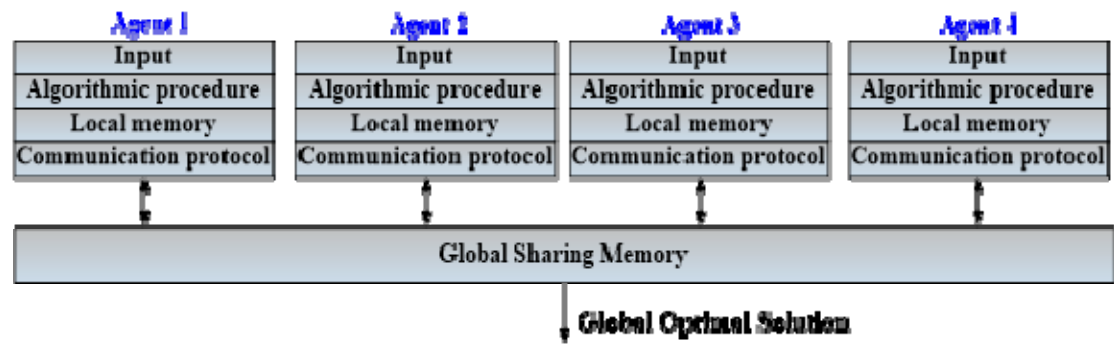 Agent 1 Agent 2 Agent 3 Agent 4
Input Input Input Input
Algorithmic procedure Algorithmic procedure Algorithmic procedure Algorithmic procedure
Local memory Local memory Local memory Local memory
Communication protocol Communication protocol Communication protocol Communication protocol
Global Sharing Memory
Global Optimal Solution